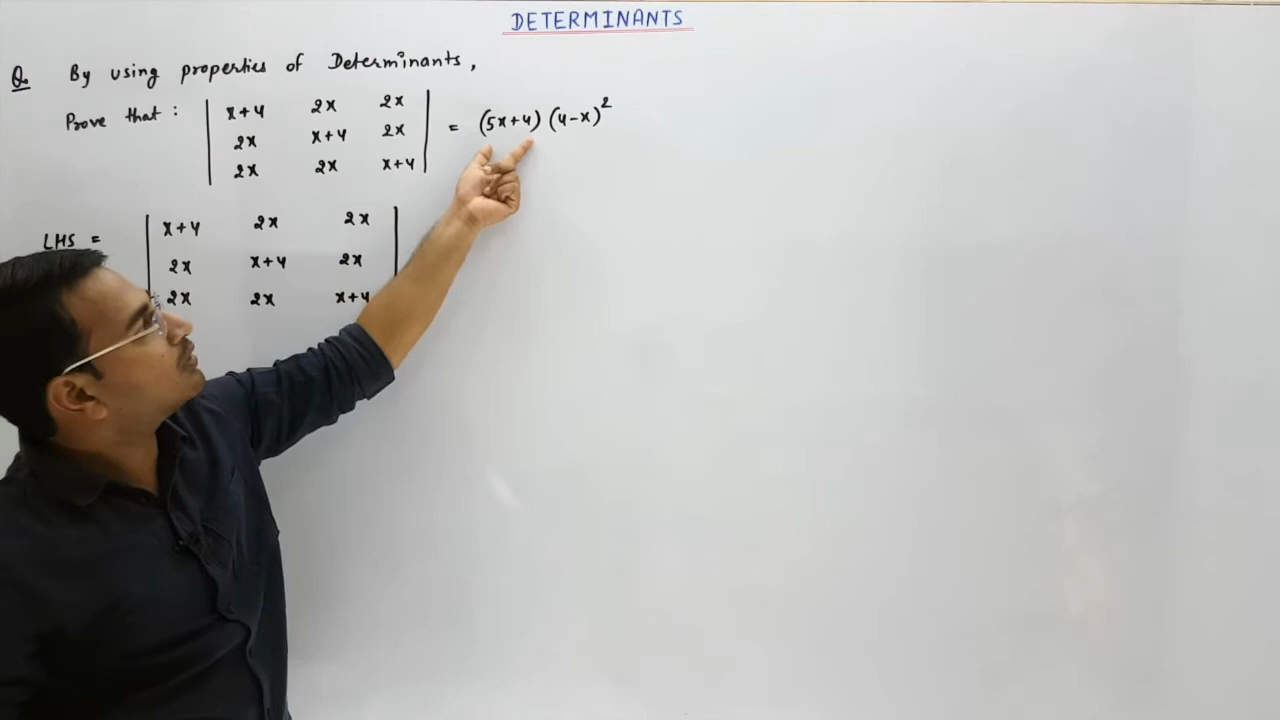 DETERMINANTS
Q. By using properties of Determinants,
Prove that : | x+4 2x 2x |
| 2x x+4 2x | = (5x+4) (4-x)²
| 2x 2x x+4 |
| x+4 2x 2x |
LHS = | 2x x+4 2x |
| 2x 2x x+4